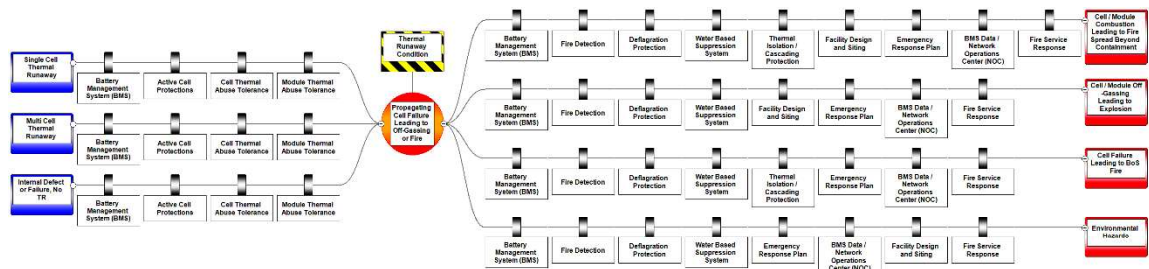 Single Cell
Thermal
Runaway
Battery
Management
System (BMS)
Active Cell
Protections
Cell Thermal
Abuse Tolerance
Module Thermal
Abuse Tolerance
Multi Cell
Thermal
Runaway
Battery
Management
System (BMS)
Active Cell
Protections
Cell Thermal
Abuse Tolerance
Module Thermal
Abuse Tolerance
Internal Defect
or Failure, No
TR
Battery
Management
System (BMS)
Active Cell
Protections
Cell Thermal
Abuse Tolerance
Module Thermal
Abuse Tolerance
Thermal
Runaway
Condition
Propagating
Cell Failure
Leading to
Off-Gassing
or Fire
Battery
Management
System (BMS)
Fire Detection
Deflagration
Protection
Water Based
Suppression
System
Thermal
Isolation /
Cascading
Protection
Facility Design
and Siting
Emergency
Response Plan
BMS Data /
Network
Operations
Center (NOC)
Fire Service
Response
Cell / Module
Combustion
Leading to Fire
Spread Beyond
Containment
Battery
Management
System (BMS)
Fire Detection
Deflagration
Protection
Water Based
Suppression
System
Facility Design
and Siting
Emergency
Response Plan
BMS Data /
Network
Operations
Center (NOC)
Fire Service
Response
Cell / Module Off
-Gassing
Leading to
Explosion
Battery
Management
System (BMS)
Fire Detection
Deflagration
Protection
Water Based
Suppression
System
Thermal
Isolation /
Cascading
Protection
Emergency
Response Plan
BMS Data /
Network
Operations
Center (NOC)
Fire Service
Response
Cell Failure
Leading to BoS
Fire
Battery
Management
System (BMS)
Fire Detection
Deflagration
Protection
Water Based
Suppression
System
Emergency
Response Plan
BMS Data /
Network
Operations
Center (NOC)
Facility Design
and Siting
Fire Service
Response
Environmental
Hazards